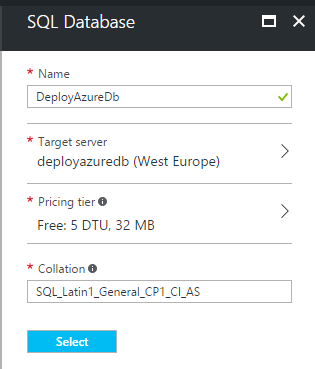 SQL Database
* Name
DeployAzureDb
* Target server
deployazuredb (West Europe)
* Pricing tier
Free: 5 DTU, 32 MB
* Collation
SQL_Latin1_General_CP1_CI_AS
Select